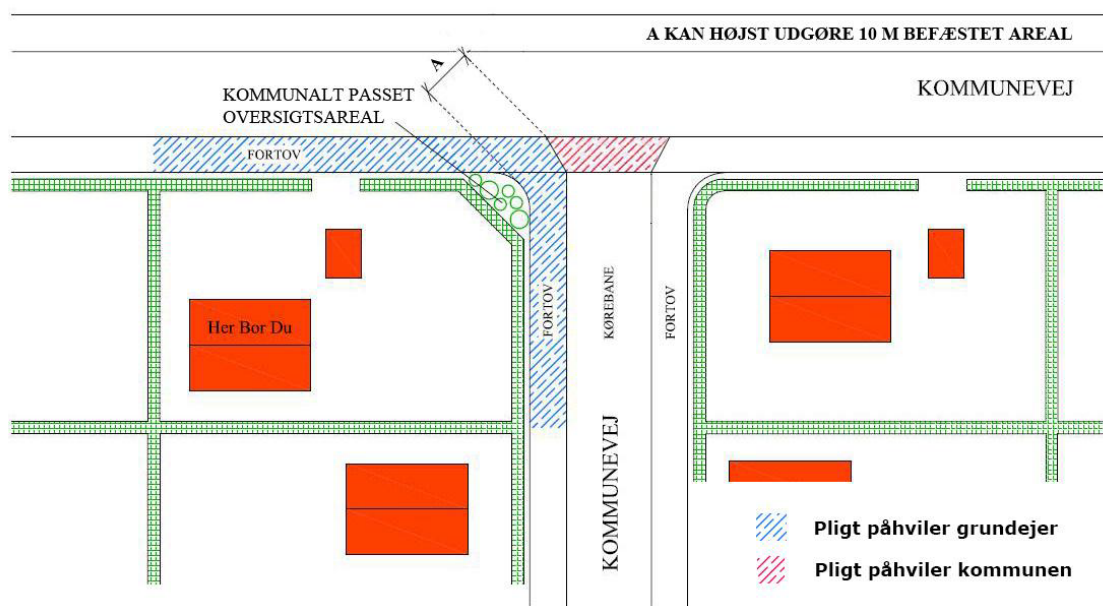 A KAN HØJST UDGØRE 10 M BEFÆSTET AREAL
A
KOMMUNEVEJ
KOMMUNALT PASSET
OVERSIGTSAREAL
FORTOV
Her Bor Du
FORTOV
KØREBANE
FORTOV
KOMMUNEVEJ
Pligt påhviler grundejer
Pligt påhviler kommunen